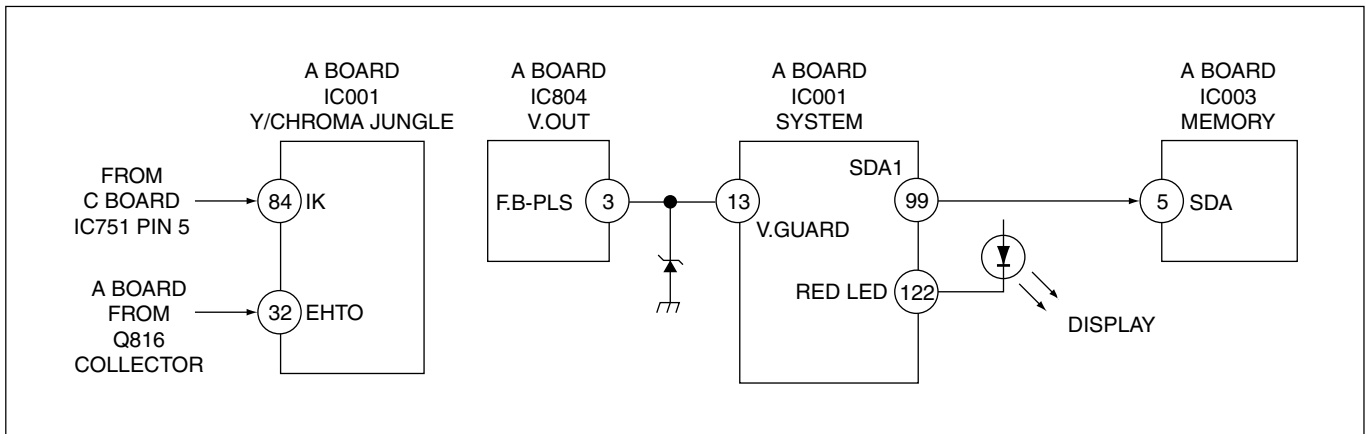 A BOARD
IC001
Y/CHROMA JUNGLE
FROM
C BOARD
IC751 PIN 5
84
IK
A BOARD
FROM
Q816
COLLECTOR
32
EHTO
A BOARD
IC804
V.OUT
F.B-PLS
3
A BOARD
IC001
SYSTEM
13
V.GUARD
SDA1
99
RED LED
122
DISPLAY
A BOARD
IC003
MEMORY
5
SDA